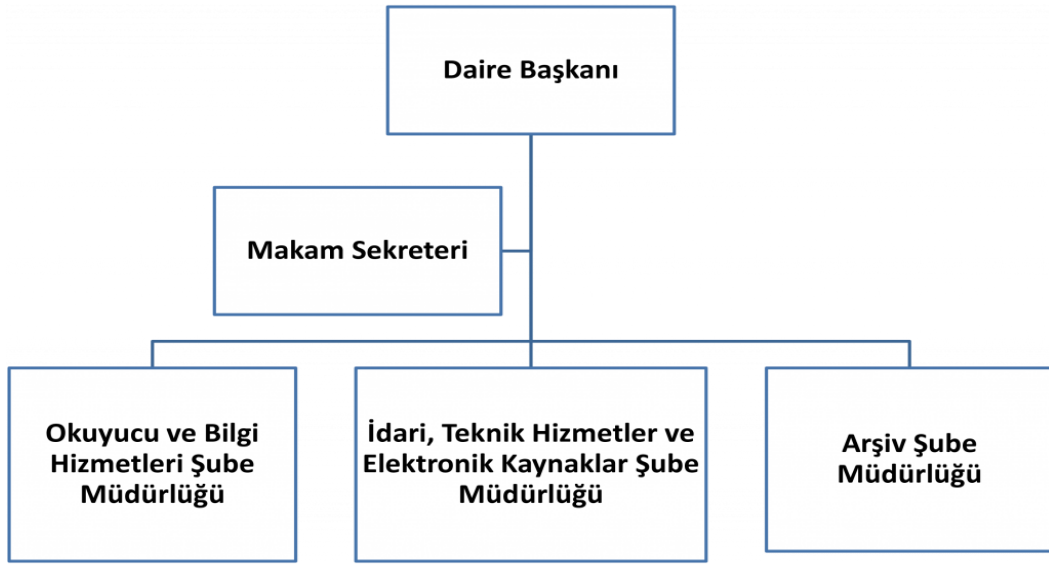 Daire Başkanı
Makam Sekreteri
Okuyucu ve Bilgi
Hizmetleri Şube
Müdürlüğü
İdari, Teknik Hizmetler ve
Elektronik Kaynaklar Şube
Müdürlüğü
Arşiv Şube
Müdürlüğü